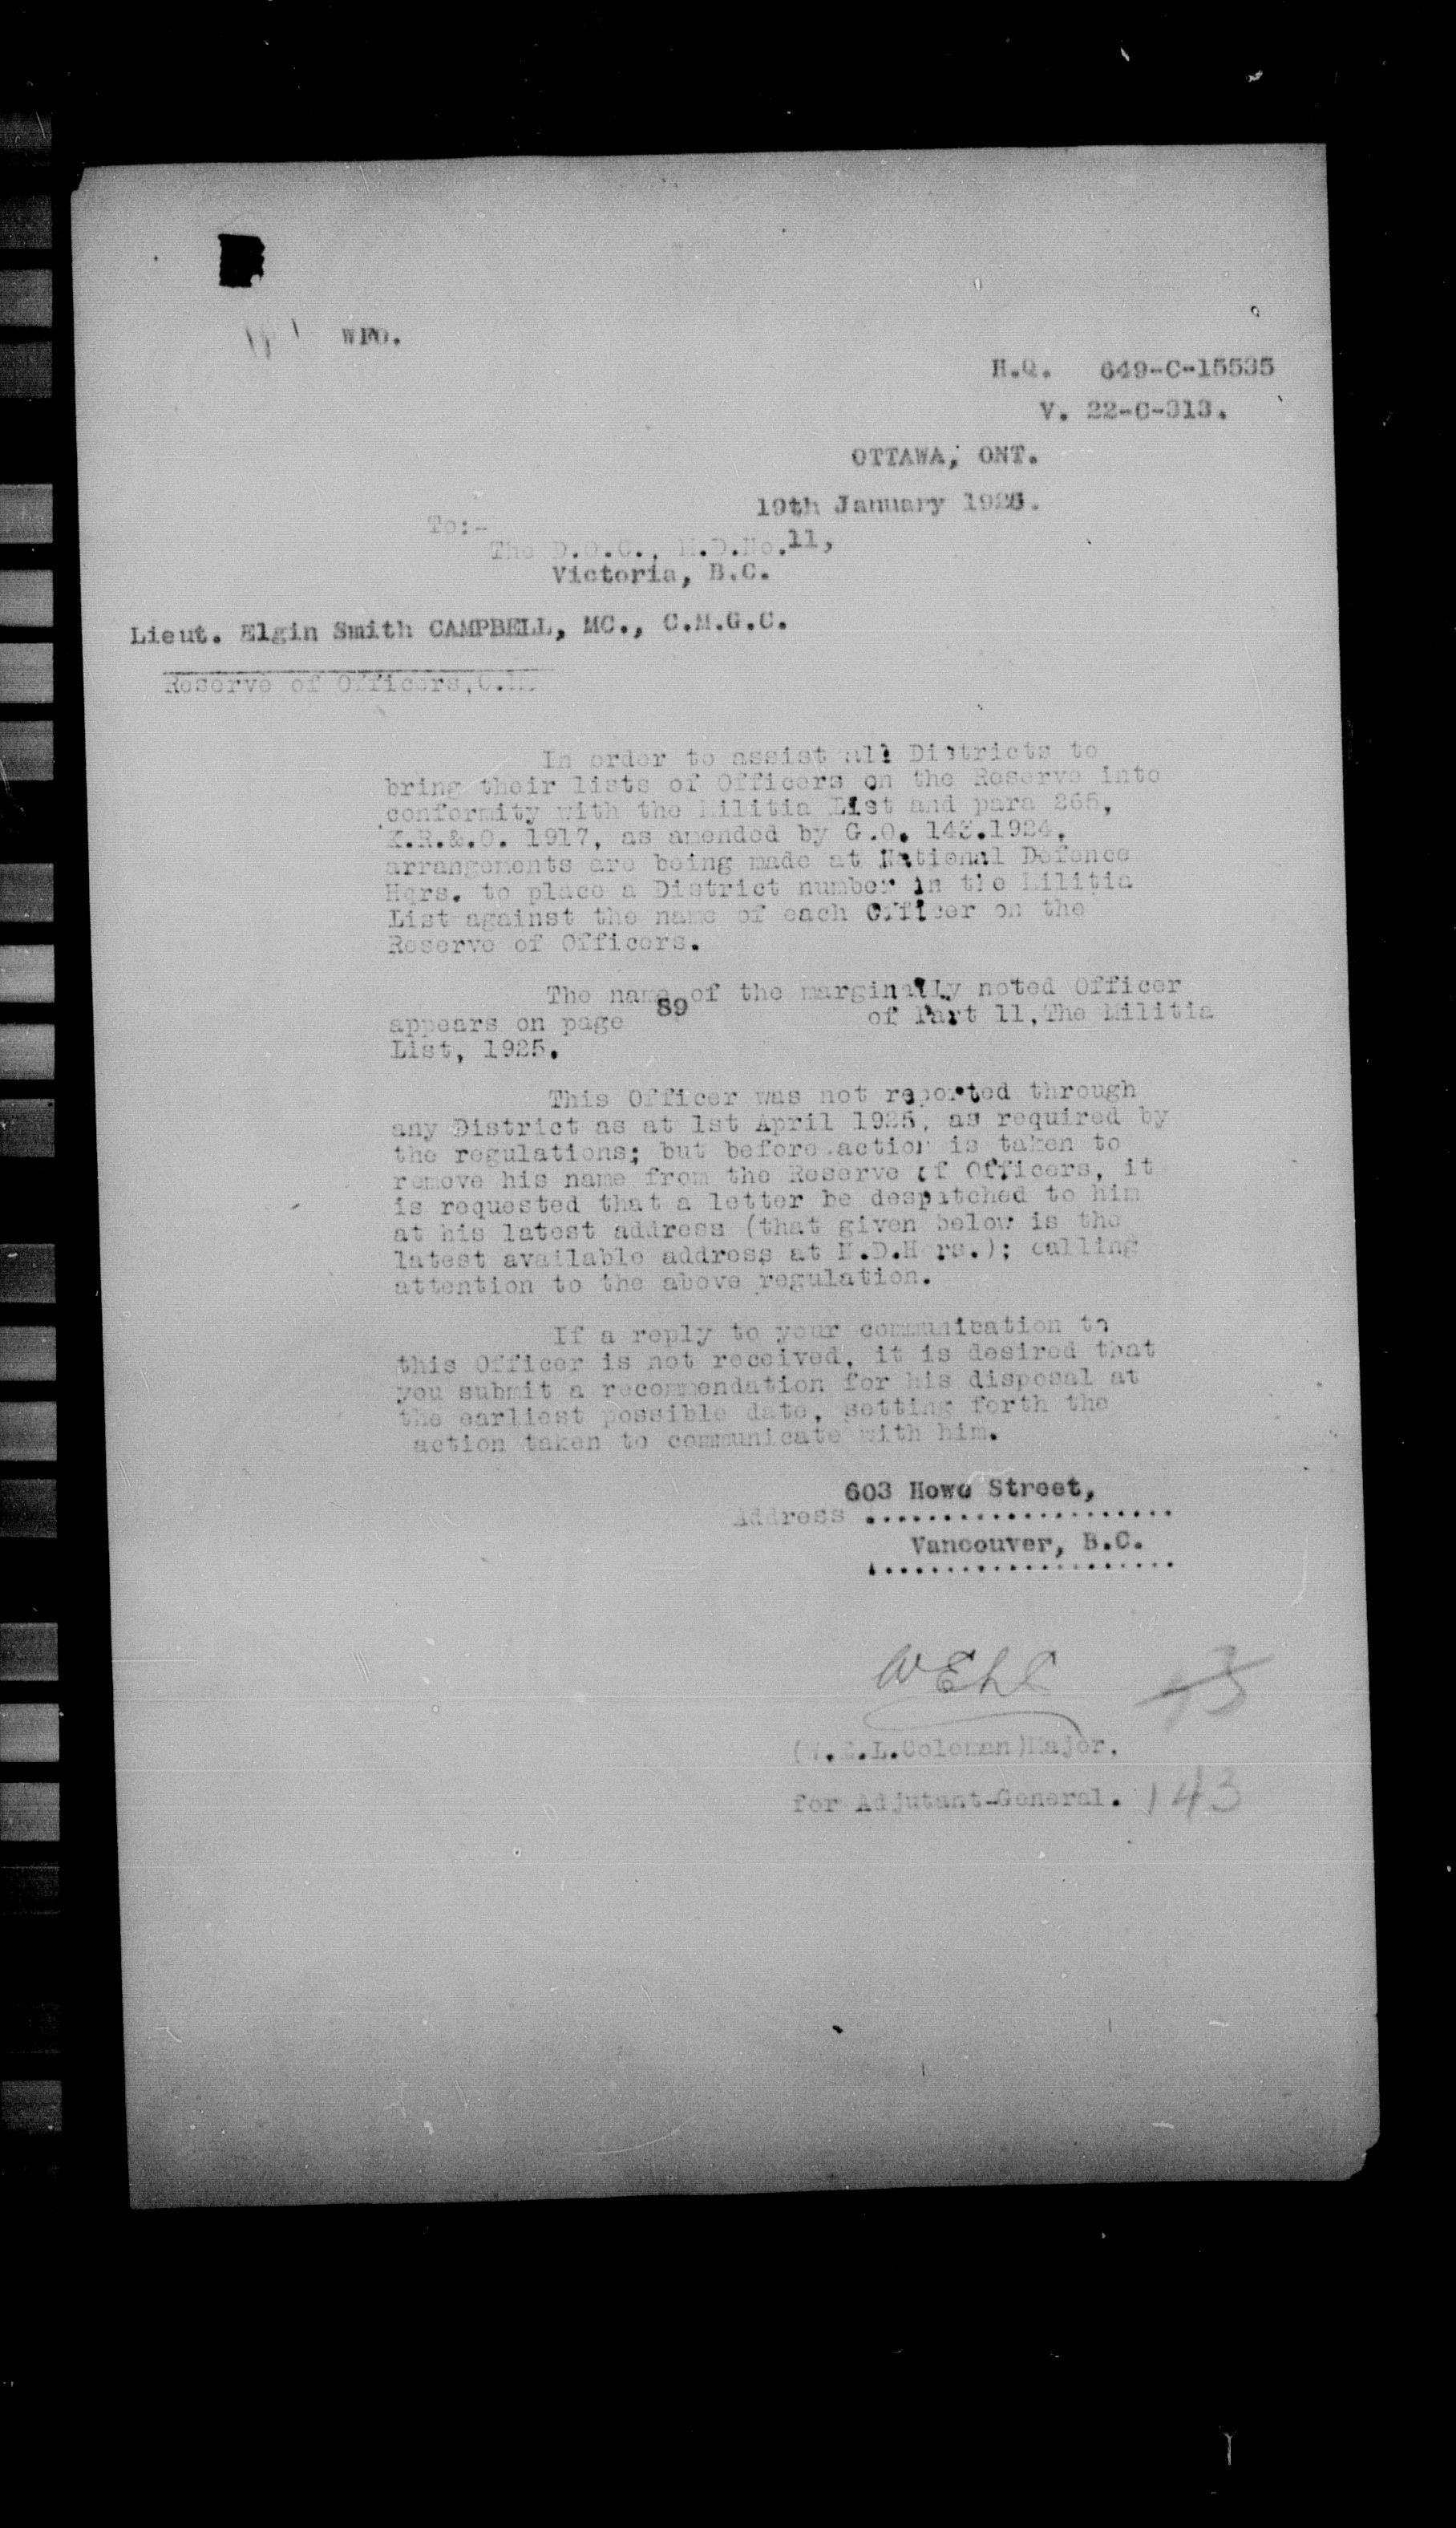 WFO.
H.Q. 649-C-15535
V. 22-C-313.
OTTAWA, ONT.
19th January 1926.
To:-
The D.O.C., M.D.No.11,
Victoria, B.C.
Lieut. Elgin Smith CAMPBELL, MC., C.M.G.C.
Reserve of Officers,C.M.
In order to assist all Districts to
bring their lists of Officers on the Reserve into
conformity with the Militia List and para 265,
K.R.&.O. 1917, as amended by G.O. 143.1924,
arrangements are being made at National Defence
Hqrs. to place a District number in the Militia
List against the name of each Officer on the
Reserve of Officers.
The name of the marginally noted Officer
appears on page 89 of Part 11,The Militia
List, 1925.
This Officer was not reported through
any District as at 1st April 1925, as required by
the regulations; but before action is taken to
remove his name from the Reserve of Officers, it
is requested that a letter be despatched to him
at his latest address (that given below is the
latest available address at N.D.Hqrs.); calling
attention to the above regulation.
If a reply to your communication to
this Officer is not received, it is desired that
you submit a recommendation for his disposal at
the earliest possible date, setting forth the
action taken to communicate with him.
603 Howe Street,
Address ....................
Vancouver, B.C.
....................
(W.E.L.Coleman)Major,
for Adjutant-General. 143